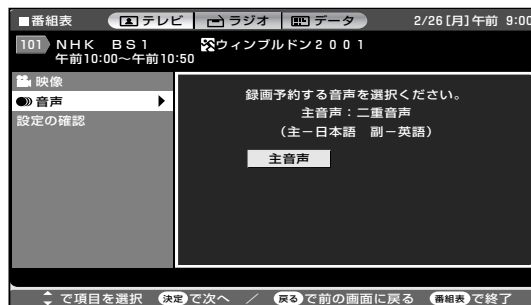 ■番組表 テレビ ラジオ データ 2/26[月]午前 9:00
101 NHK BS1 ウィンブルドン2001
午前10:00〜午前10:50
映像
音声
設定の確認
録画予約する音声を選択ください。
主音声：二重音声
（主－日本語 副－英語）
主音声
で項目を選択 決定で次へ ／ 戻るで前の画面に戻る 番組表で終了